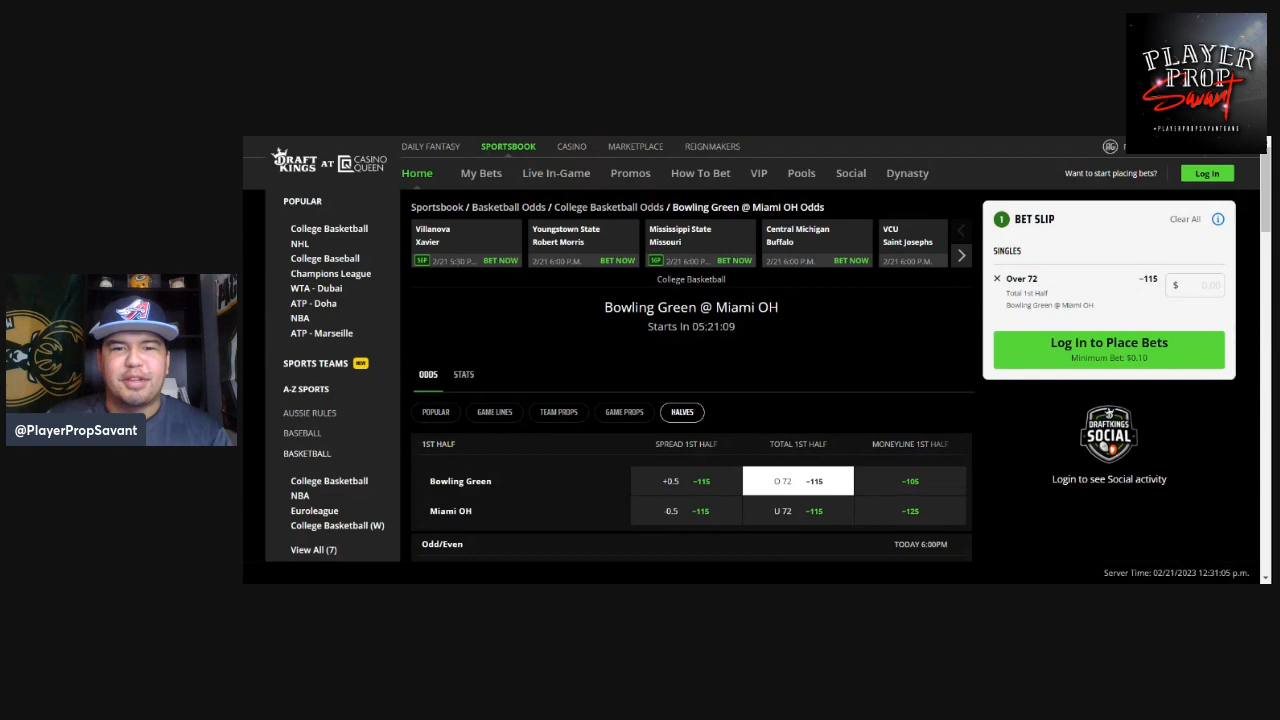 PLAYER
PROP
Savant
#PLAYERPROPSAVANTGANG
DRAFT
KINGS AT CASINO
QUEEN
DAILY FANTASY SPORTSBOOK CASINO MARKETPLACE REIGNMAKERS
Home My Bets Live In-Game Promos How To Bet VIP Pools Social Dynasty
Want to start placing bets? Log In
POPULAR
College Basketball
NHL
College Baseball
Champions League
WTA - Dubai
ATP - Doha
NBA
ATP - Marseille
SPORTS TEAMS NEW
A-Z SPORTS
AUSSIE RULES
BASEBALL
BASKETBALL
College Basketball
NBA
Euroleague
College Basketball (W)
View All (7)
Sportsbook / Basketball Odds / College Basketball Odds / Bowling Green @ Miami OH Odds
Villanova
Xavier
SGP 2/21 5:30 P... BET NOW
Youngstown State
Robert Morris
2/21 6:00 P.M. BET NOW
Mississippi State
Missouri
SGP 2/21 6:00 P... BET NOW
Central Michigan
Buffalo
2/21 6:00 P.M. BET NOW
VCU
Saint Josephs
2/21 6:00 P.M.
College Basketball
Bowling Green @ Miami OH
Starts In 05:21:09
ODDS STATS
POPULAR GAME LINES TEAM PROPS GAME PROPS HALVES
1ST HALF SPREAD 1ST HALF TOTAL 1ST HALF MONEYLINE 1ST HALF
Bowling Green +0.5 −115 O 72 −115 −105
Miami OH -0.5 −115 U 72 −115 −125
Odd/Even TODAY 6:00PM
1 BET SLIP Clear All
SINGLES
Over 72 −115 $ 0.00
Total 1st Half
Bowling Green @ Miami OH
Log In to Place Bets
Minimum Bet: $0.10
DRAFTKINGS
SOCIAL
Login to see Social activity
Server Time: 02/21/2023 12:31:05 p.m.
@PlayerPropSavant